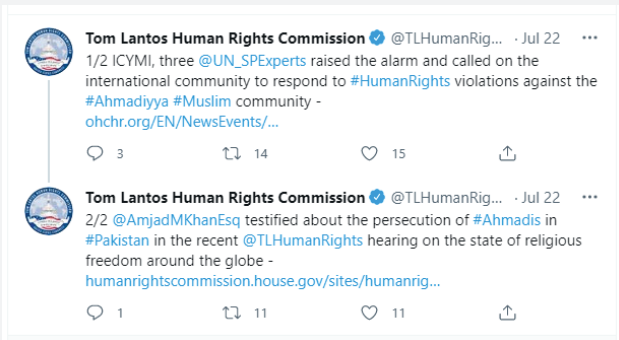 Tom Lantos Human Rights Commission @TLHumanRig... · Jul 22 ...
1/2 ICYMI, three @UN_SPExperts raised the alarm and called on the
international community to respond to #HumanRights violations against the
#Ahmadiyya #Muslim community -
ohchr.org/EN/NewsEvents/...
3 14 15
Tom Lantos Human Rights Commission @TLHumanRig... · Jul 22 ...
2/2 @AmjadMKhanEsq testified about the persecution of #Ahmadis in
#Pakistan in the recent @TLHumanRights hearing on the state of religious
freedom around the globe -
humanrightscommission.house.gov/sites/humanrig...
1 11 11